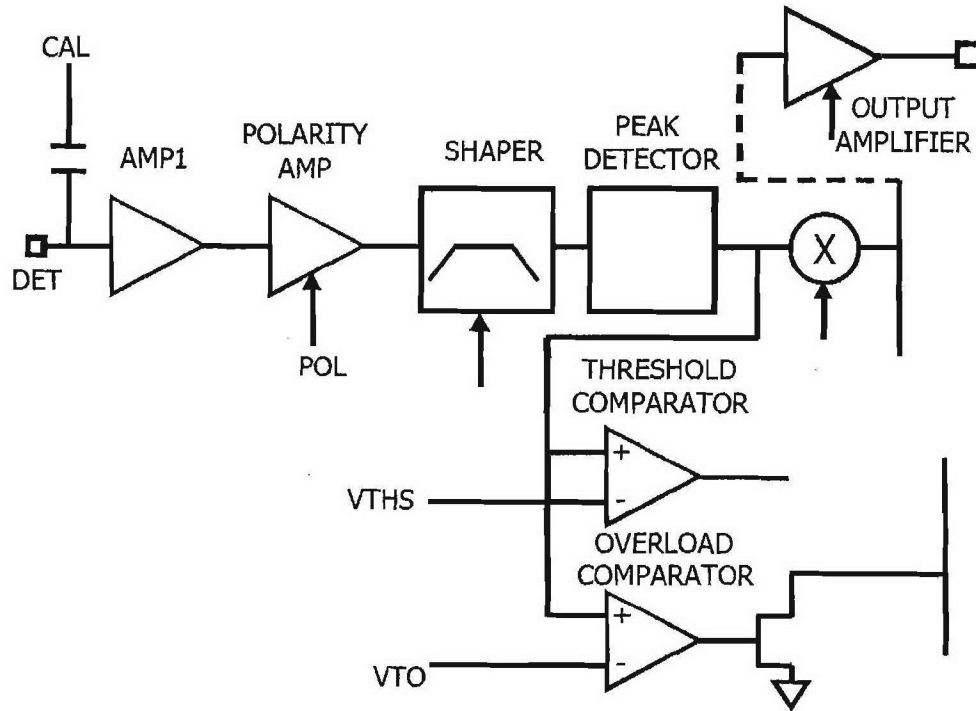 CAL
AMP1
POLARITY
AMP
SHAPER
PEAK
DETECTOR
OUTPUT
AMPLIFIER
DET
POL
X
THRESHOLD
COMPARATOR
+
-
VTHS
OVERLOAD
COMPARATOR
+
-
VTO